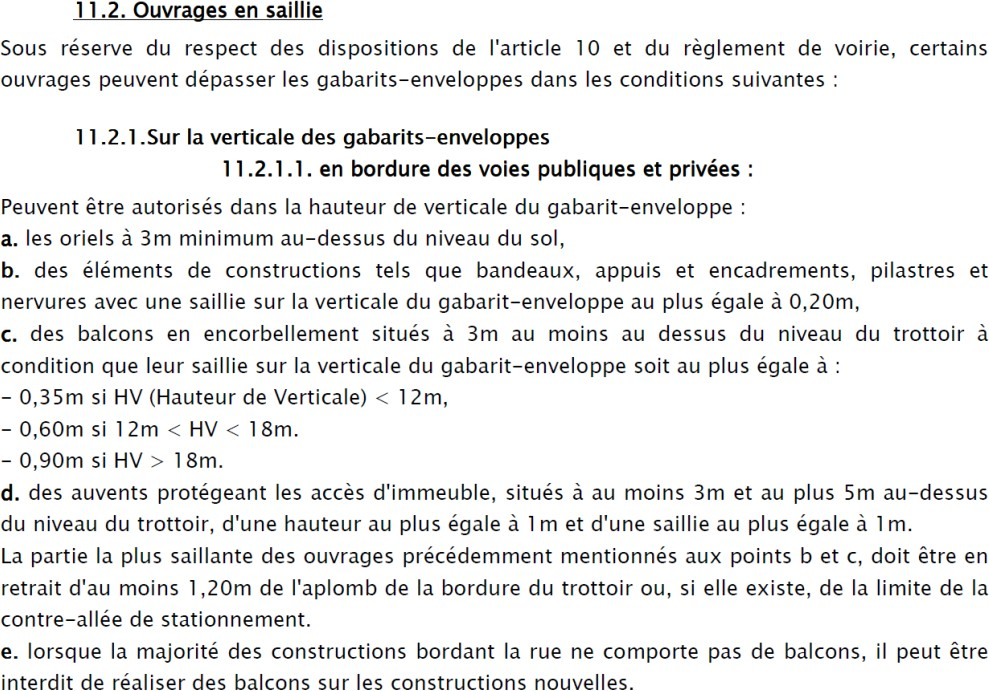 11.2. Ouvrages en saillie
Sous réserve du respect des dispositions de l'article 10 et du règlement de voirie, certains
ouvrages peuvent dépasser les gabarits-enveloppes dans les conditions suivantes :
11.2.1.Sur la verticale des gabarits-enveloppes
11.2.1.1. en bordure des voies publiques et privées :
Peuvent être autorisés dans la hauteur de verticale du gabarit-enveloppe :
a. les oriels à 3m minimum au-dessus du niveau du sol,
b. des éléments de constructions tels que bandeaux, appuis et encadrements, pilastres et
nervures avec une saillie sur la verticale du gabarit-enveloppe au plus égale à 0,20m,
c. des balcons en encorbellement situés à 3m au moins au dessus du niveau du trottoir à
condition que leur saillie sur la verticale du gabarit-enveloppe soit au plus égale à :
- 0,35m si HV (Hauteur de Verticale) < 12m,
- 0,60m si 12m < HV < 18m.
- 0,90m si HV > 18m.
d. des auvents protégeant les accès d'immeuble, situés à au moins 3m et au plus 5m au-dessus
du niveau du trottoir, d'une hauteur au plus égale à 1m et d'une saillie au plus égale à 1m.
La partie la plus saillante des ouvrages précédemment mentionnés aux points b et c, doit être en
retrait d'au moins 1,20m de l'aplomb de la bordure du trottoir ou, si elle existe, de la limite de la
contre-allée de stationnement.
e. lorsque la majorité des constructions bordant la rue ne comporte pas de balcons, il peut être
interdit de réaliser des balcons sur les constructions nouvelles.